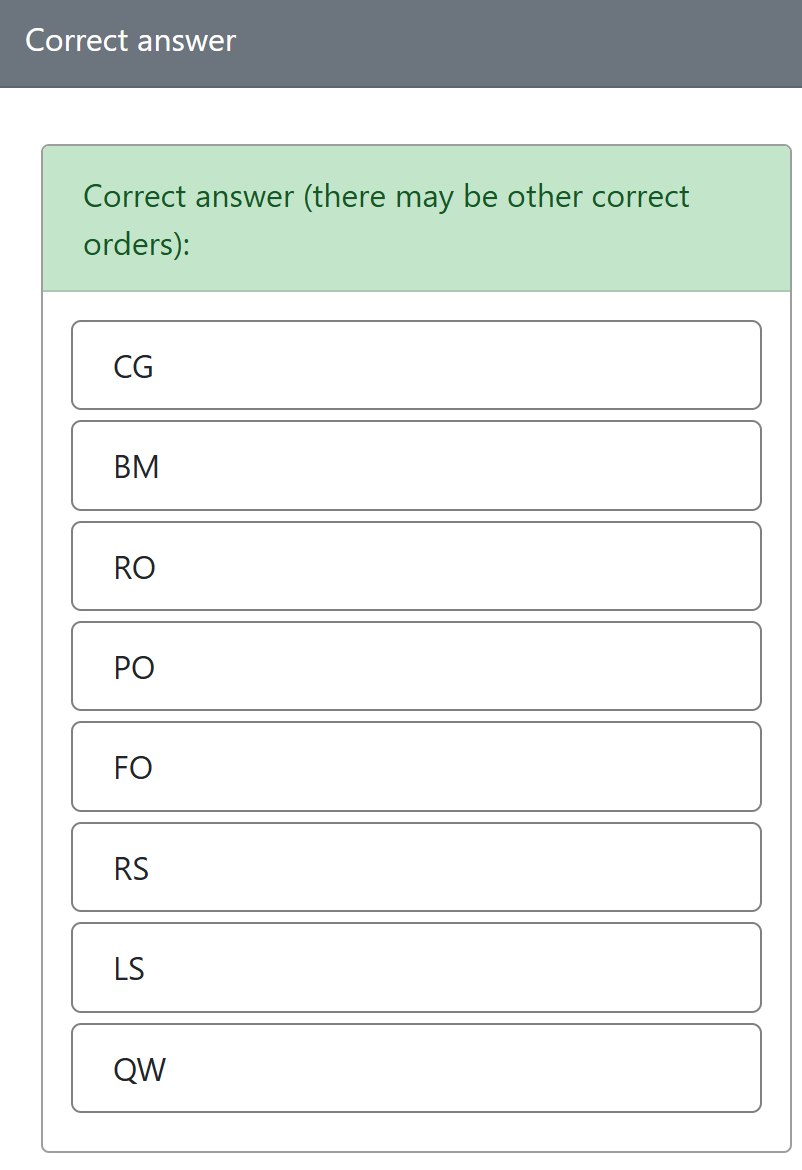 Correct answer
Correct answer (there may be other correct
orders):
CG
BM
RO
PO
FO
RS
LS
QW